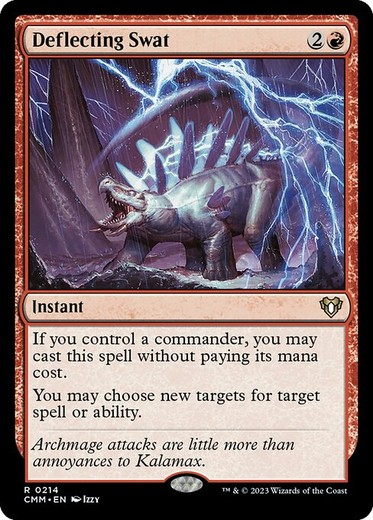 Deflecting Swat 2
Instant
If you control a commander, you may
cast this spell without paying its mana
cost.
You may choose new targets for target
spell or ability.
Archmage attacks are little more than
annoyances to Kalamax.
R 0214
CMM • EN Izzy ™ & © 2023 Wizards of the Coast